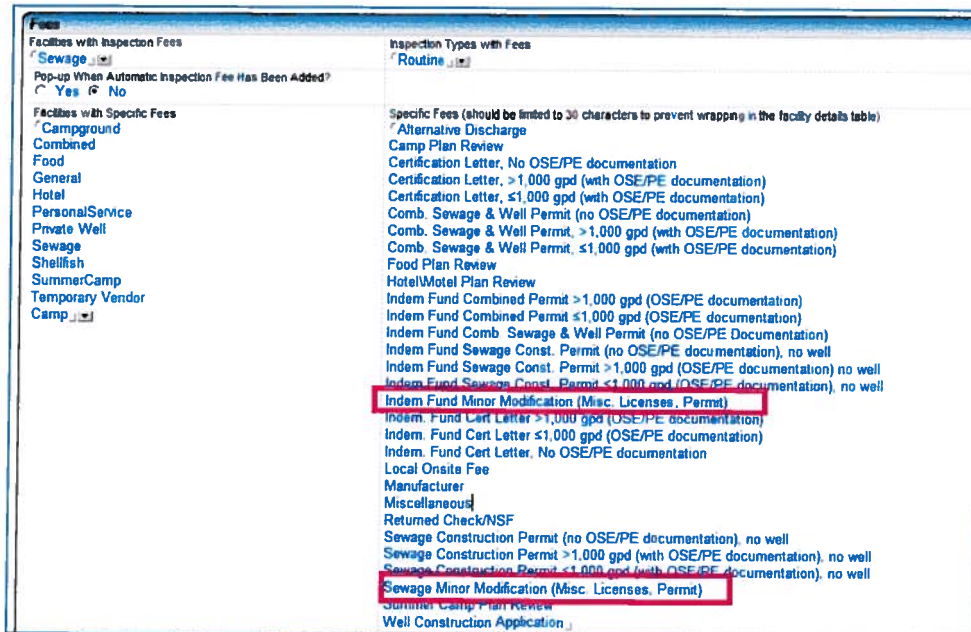 Fees
Facilities with Inspection Fees
Sewage
Inspection Types with Fees
Routine
Pop-up When Automatic Inspection Fee Has Been Added?
Yes No
Facilities with Specific Fees
Campground
Combined
Food
General
Hotel
PersonalService
Private Well
Sewage
Shellfish
SummerCamp
Temporary Vendor
Camp
Specific Fees (should be limited to 30 characters to prevent wrapping in the facility details table)
Alternative Discharge
Camp Plan Review
Certification Letter, No OSE/PE documentation
Certification Letter, >1,000 gpd (with OSE/PE documentation)
Certification Letter, ≤1,000 gpd (with OSE/PE documentation)
Comb. Sewage & Well Permit (no OSE/PE documentation)
Comb. Sewage & Well Permit, >1,000 gpd (with OSE/PE documentation)
Comb. Sewage & Well Permit, ≤1,000 gpd (with OSE/PE documentation)
Food Plan Review
Hotel\Motel Plan Review
Indem Fund Combined Permit >1,000 gpd (OSE/PE documentation)
Indem Fund Combined Permit ≤1,000 gpd (OSE/PE documentation)
Indem Fund Comb. Sewage & Well Permit (no OSE/PE Documentation)
Indem Fund Sewage Const. Permit (no OSE/PE documentation), no well
Indem Fund Sewage Const. Permit >1,000 gpd (OSE/PE documentation) no well
Indem Fund Sewage Const. Permit ≤1,000 gpd (OSE/PE documentation), no well
Indem Fund Minor Modification (Misc. Licenses, Permit)
Indem. Fund Cert Letter >1,000 gpd (OSE/PE documentation)
Indem. Fund Cert Letter ≤1,000 gpd (OSE/PE documentation)
Indem. Fund Cert Letter, No OSE/PE documentation
Local Onsite Fee
Manufacturer
Miscellaneous
Returned Check/NSF
Sewage Construction Permit (no OSE/PE documentation), no well
Sewage Construction Permit >1,000 gpd (with OSE/PE documentation), no well
Sewage Construction Permit ≤1,000 gpd (with OSE/PE documentation), no well
Sewage Minor Modification (Misc. Licenses, Permit)
Summer Camp Plan Review
Well Construction Application